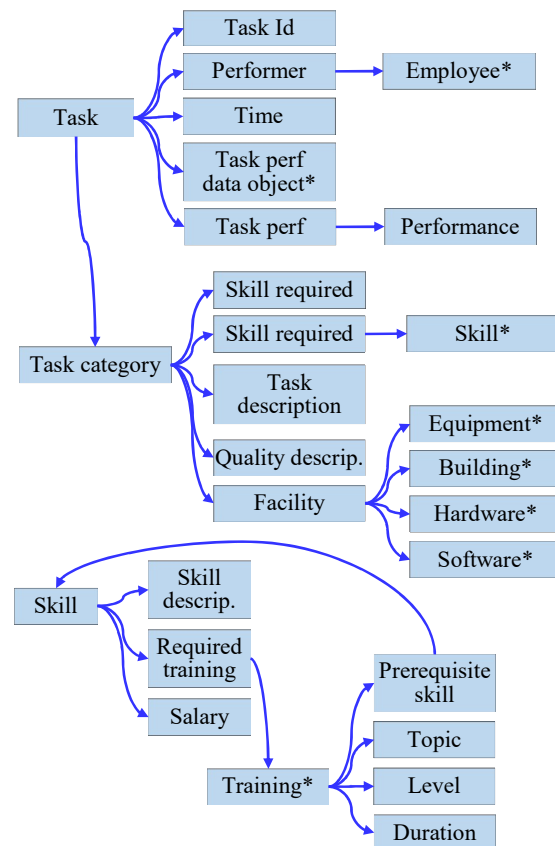 Task Id
Performer
Employee*
Task
Time
Task perf
data object*
Task perf
Performance
Skill required
Skill required
Skill*
Task category
Task
description
Equipment*
Quality descrip.
Building*
Facility
Hardware*
Software*
Skill
descrip.
Skill
Required
training
Prerequisite
skill
Salary
Topic
Training*
Level
Duration